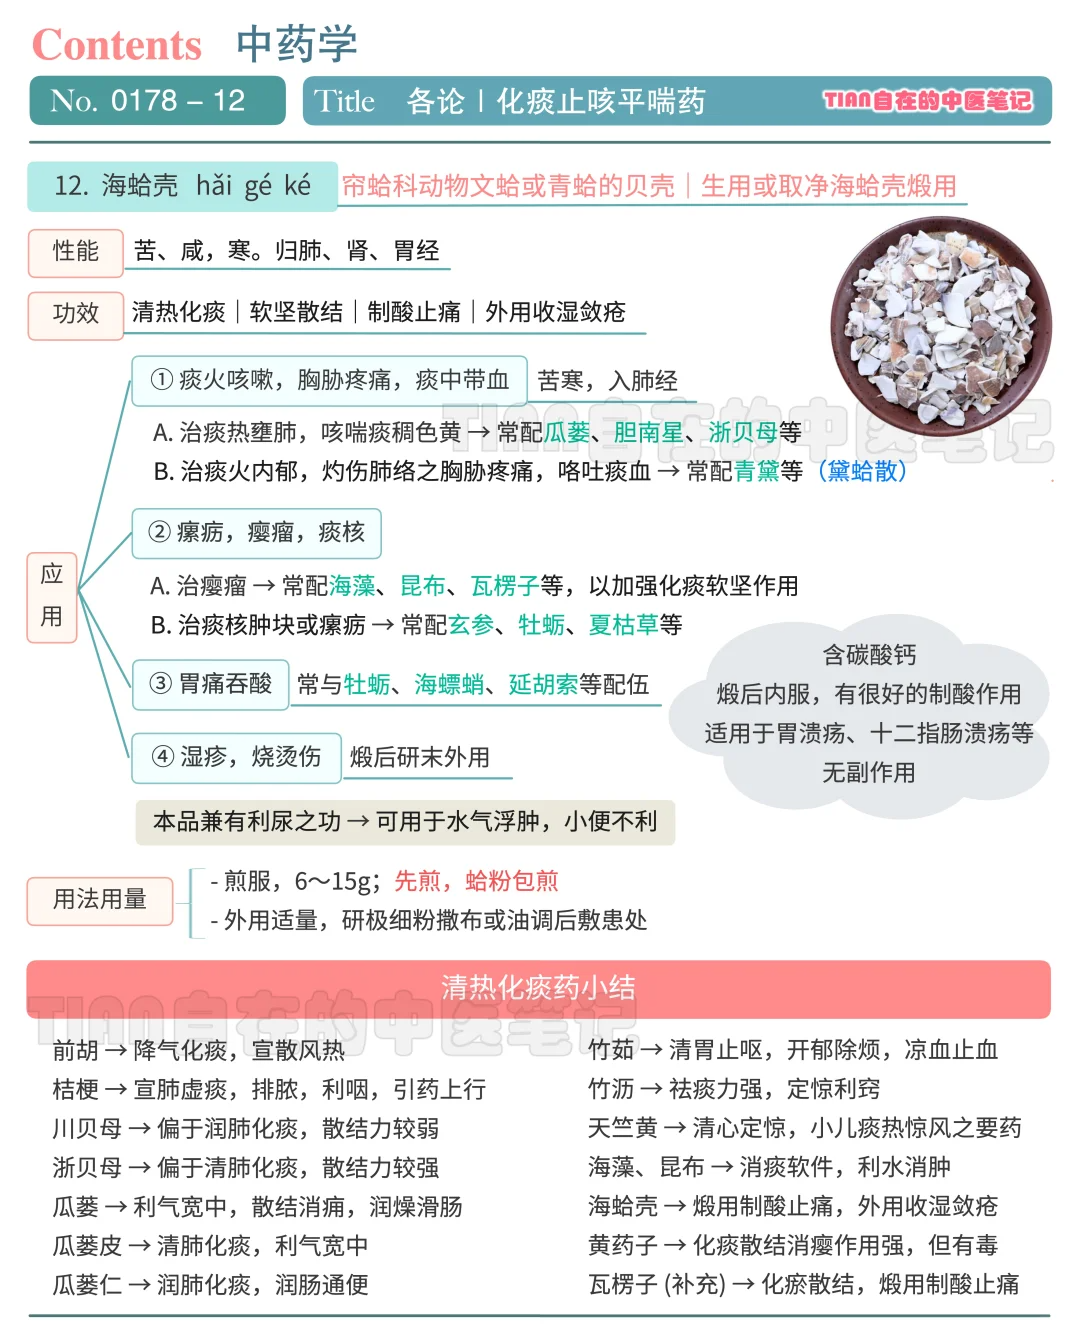 Contents 中药学
No. 0178 – 12
Title 各论 | 化痰止咳平喘药
TIAN自在的中医笔记
12. 海蛤壳 hǎi gé ké
帘蛤科动物文蛤或青蛤的贝壳｜生用或取净海蛤壳煅用
性能
苦、咸，寒。归肺、肾、胃经
功效
清热化痰｜软坚散结｜制酸止痛｜外用收湿敛疮
应用
① 痰火咳嗽，胸胁疼痛，痰中带血
苦寒，入肺经
A. 治痰热壅肺，咳喘痰稠色黄 → 常配瓜蒌、胆南星、浙贝母等
B. 治痰火内郁，灼伤肺络之胸胁疼痛，咯吐痰血 → 常配青黛等（黛蛤散）
② 瘰疬，瘿瘤，痰核
A. 治瘿瘤 → 常配海藻、昆布、瓦楞子等，以加强化痰软坚作用
B. 治痰核肿块或瘰疬 → 常配玄参、牡蛎、夏枯草等
③ 胃痛吞酸
常与牡蛎、海螵蛸、延胡索等配伍
④ 湿疹，烧烫伤
煅后研末外用
含碳酸钙
煅后内服，有很好的制酸作用
适用于胃溃疡、十二指肠溃疡等
无副作用
本品兼有利尿之功 → 可用于水气浮肿，小便不利
用法用量
- 煎服，6～15g；先煎，蛤粉包煎
- 外用适量，研极细粉撒布或油调后敷患处
TIAN自在的中医笔记
清热化痰药小结
TIAN自在的中医笔记
前胡 → 降气化痰，宣散风热
桔梗 → 宣肺虚痰，排脓，利咽，引药上行
川贝母 → 偏于润肺化痰，散结力较弱
浙贝母 → 偏于清肺化痰，散结力较强
瓜蒌 → 利气宽中，散结消痈，润燥滑肠
瓜蒌皮 → 清肺化痰，利气宽中
瓜蒌仁 → 润肺化痰，润肠通便
竹茹 → 清胃止呕，开郁除烦，凉血止血
竹沥 → 祛痰力强，定惊利窍
天竺黄 → 清心定惊，小儿痰热惊风之要药
海藻、昆布 → 消痰软件，利水消肿
海蛤壳 → 煅用制酸止痛，外用收湿敛疮
黄药子 → 化痰散结消瘿作用强，但有毒
瓦楞子 (补充) → 化瘀散结，煅用制酸止痛